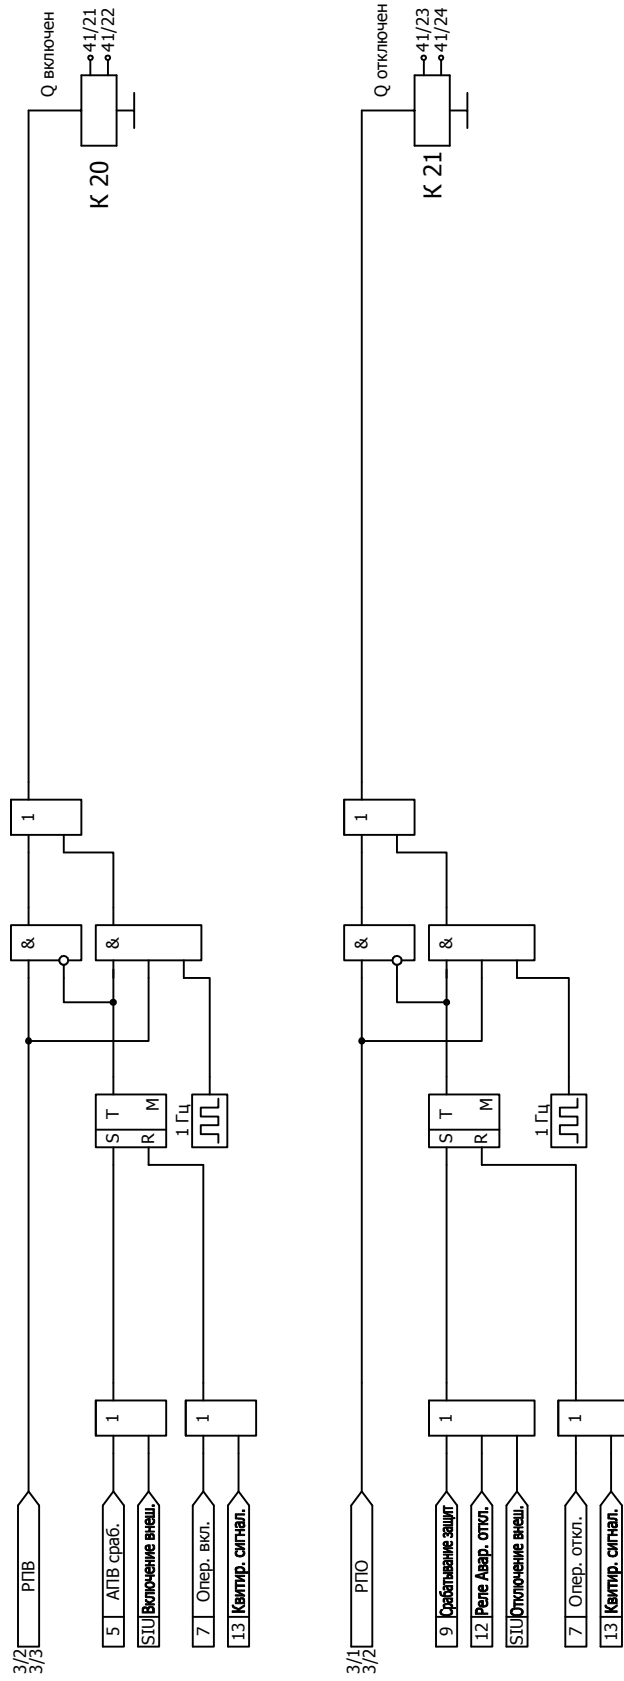 3/2
3/3
РПВ
5 АПВ сраб.
SIU Включение внеш.
7 Опер. вкл.
13 Квитир. сигнал.
1
1
S T
R M
1 Гц
&
&
1
К 20
Q включен
41/21
41/22
3/1
3/2
РПО
9 Срабатывание защит
12 Реле Авар. откл.
SIU Отключение внеш.
7 Опер. откл.
13 Квитир. сигнал.
1
1
S T
R M
1 Гц
&
&
1
К 21
Q отключен
41/23
41/24